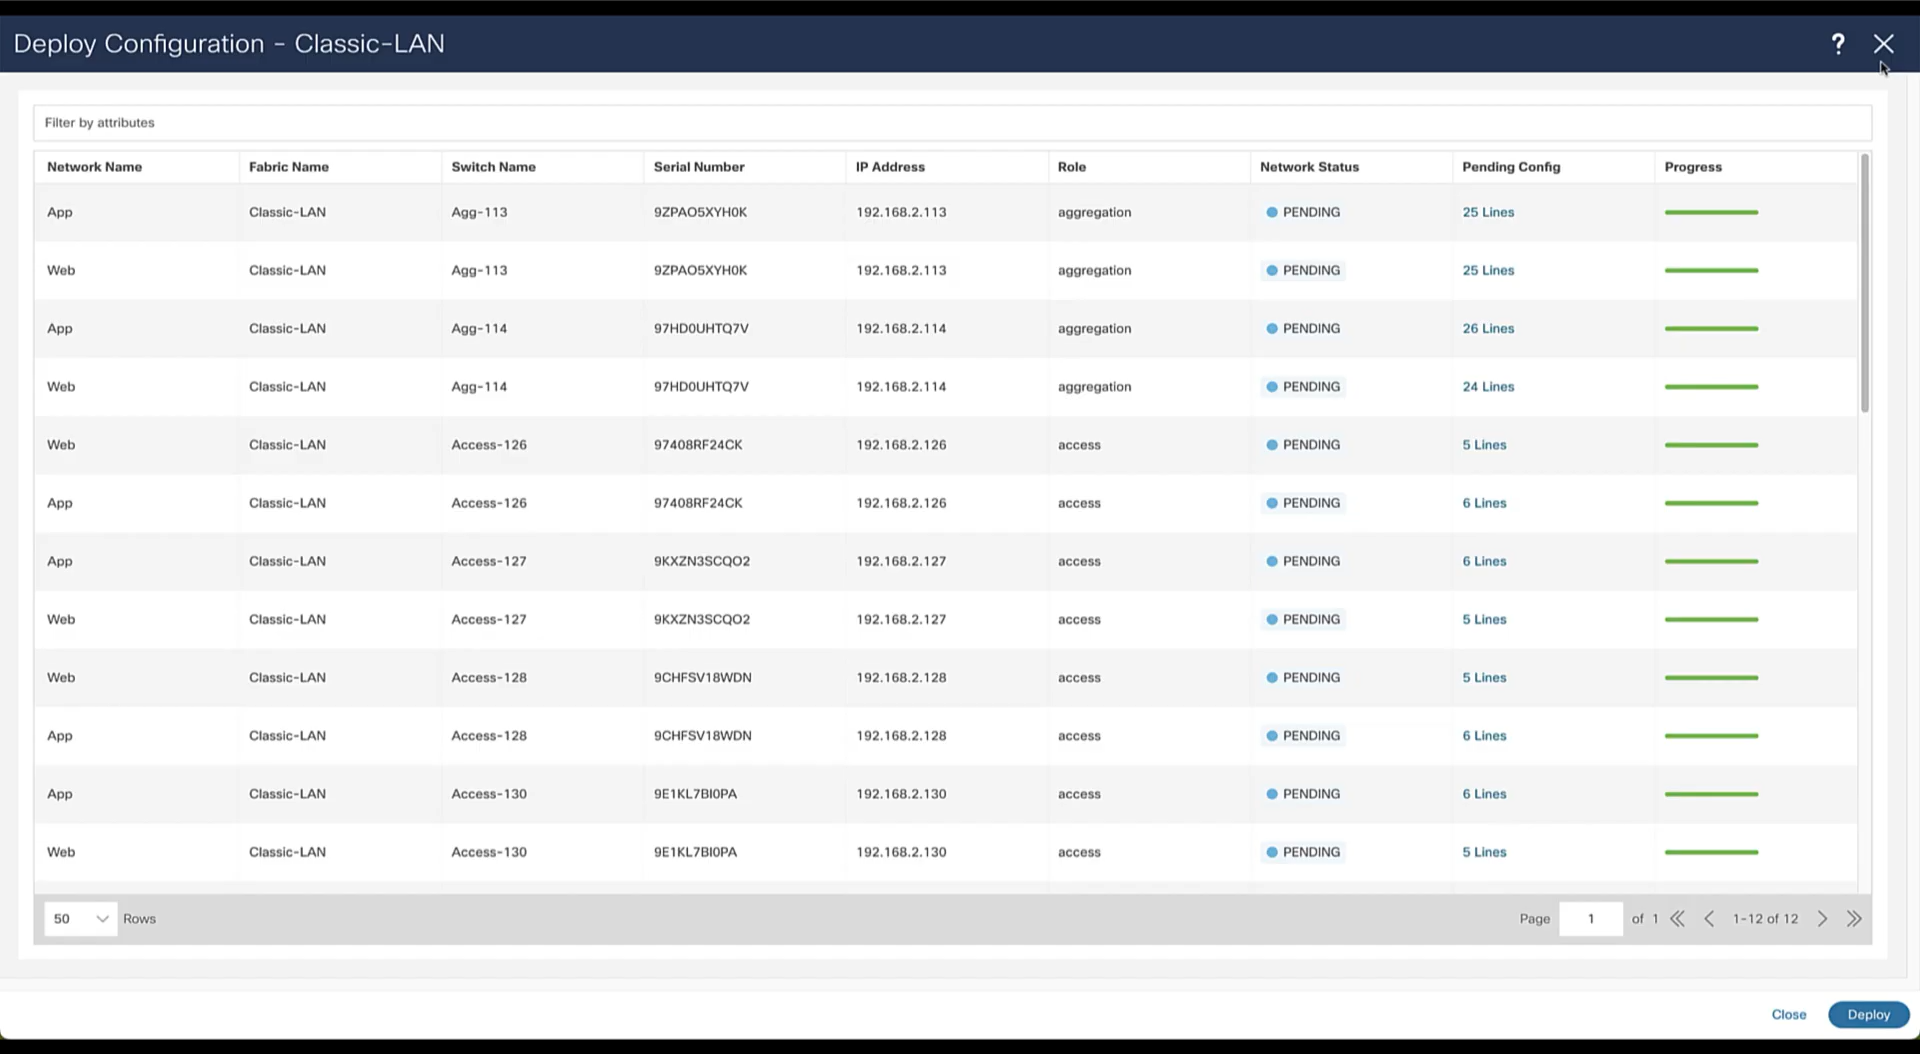 Deploy Configuration - Classic-LAN ?
Filter by attributes
Network Name Fabric Name Switch Name Serial Number IP Address Role Network Status Pending Config Progress
App Classic-LAN Agg-113 9ZPAO5XYH0K 192.168.2.113 aggregation PENDING 25 Lines
Web Classic-LAN Agg-113 9ZPAO5XYH0K 192.168.2.113 aggregation PENDING 25 Lines
App Classic-LAN Agg-114 97HD0UHTQ7V 192.168.2.114 aggregation PENDING 26 Lines
Web Classic-LAN Agg-114 97HD0UHTQ7V 192.168.2.114 aggregation PENDING 24 Lines
Web Classic-LAN Access-126 97408RF24CK 192.168.2.126 access PENDING 5 Lines
App Classic-LAN Access-126 97408RF24CK 192.168.2.126 access PENDING 6 Lines
App Classic-LAN Access-127 9KXZN3SCQO2 192.168.2.127 access PENDING 6 Lines
Web Classic-LAN Access-127 9KXZN3SCQO2 192.168.2.127 access PENDING 5 Lines
Web Classic-LAN Access-128 9CHFSV18WDN 192.168.2.128 access PENDING 5 Lines
App Classic-LAN Access-128 9CHFSV18WDN 192.168.2.128 access PENDING 6 Lines
App Classic-LAN Access-130 9E1KL7BI0PA 192.168.2.130 access PENDING 6 Lines
Web Classic-LAN Access-130 9E1KL7BI0PA 192.168.2.130 access PENDING 5 Lines
50 Rows Page 1 of 1 1-12 of 12
Close Deploy